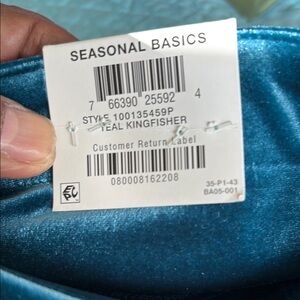 SEASONAL BASICS
7 66390 25592 4
STYLE 100135459P
TEAL KINGFISHER
Customer Return Label
080008162208
35-P1-43
BA05-001